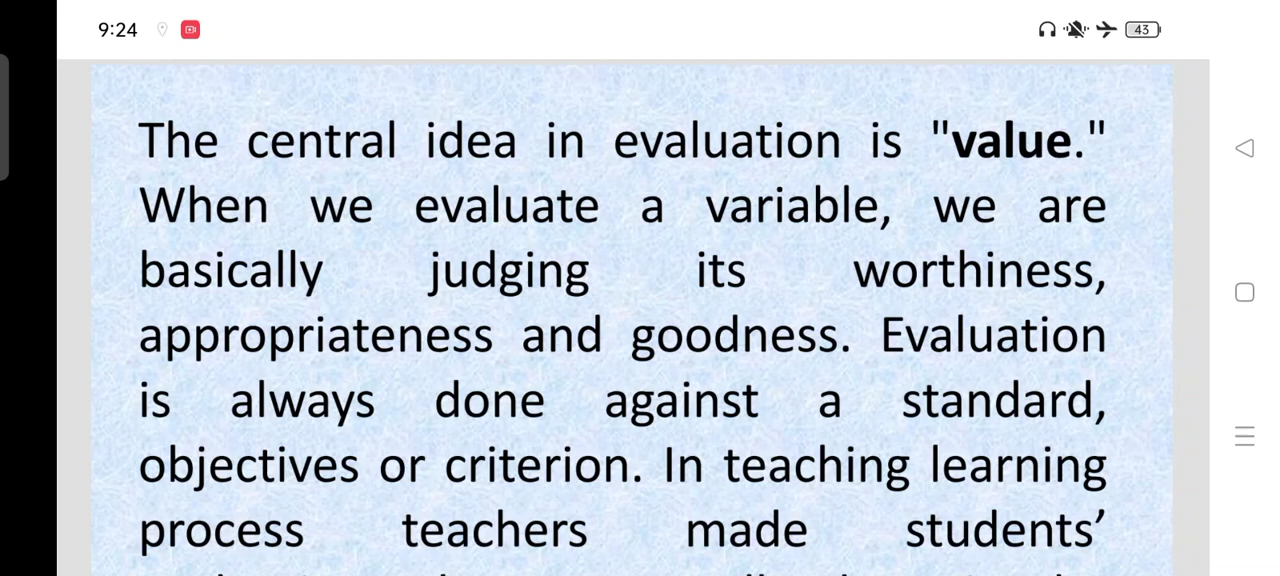 9:24
43
The central idea in evaluation is "value."
When we evaluate a variable, we are
basically judging its worthiness,
appropriateness and goodness. Evaluation
is always done against a standard,
objectives or criterion. In teaching learning
process teachers made students’